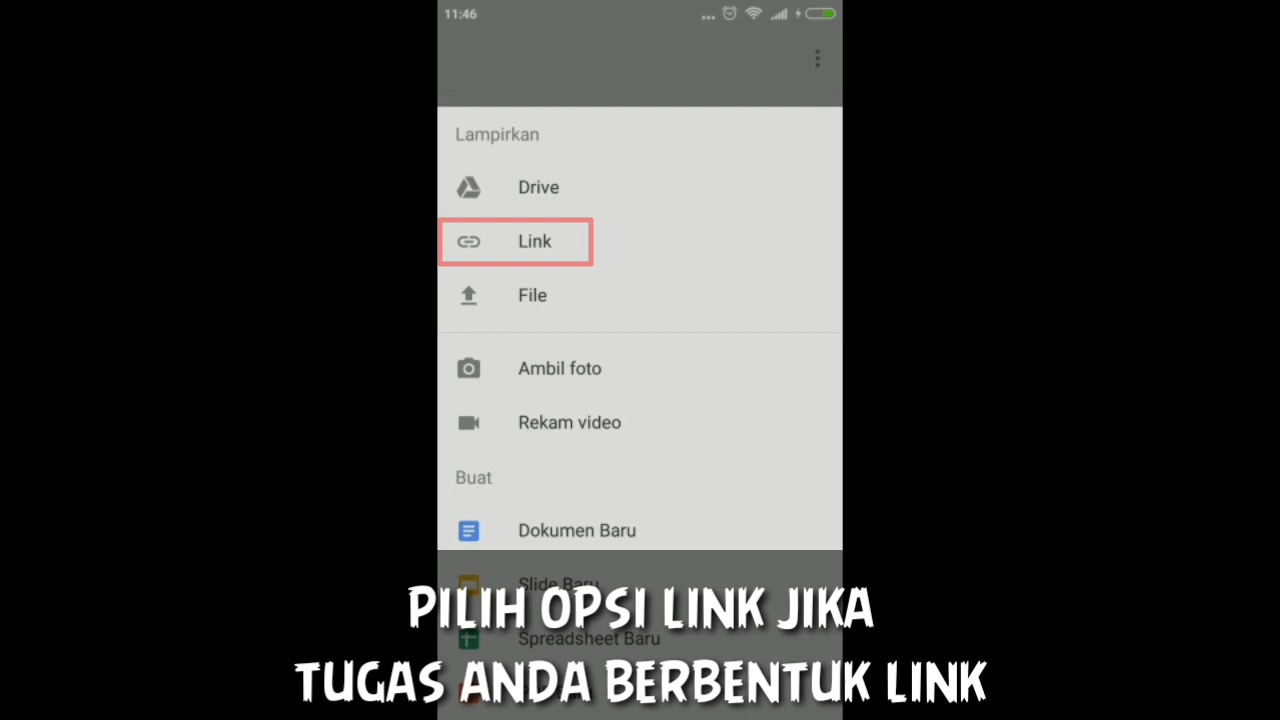 11:46
Lampirkan
Drive
Link
File
Ambil foto
Rekam video
Buat
Dokumen Baru
Slide Baru
Spreadsheet Baru
PILIH OPSI LINK JIKA
TUGAS ANDA BERBENTUK LINK